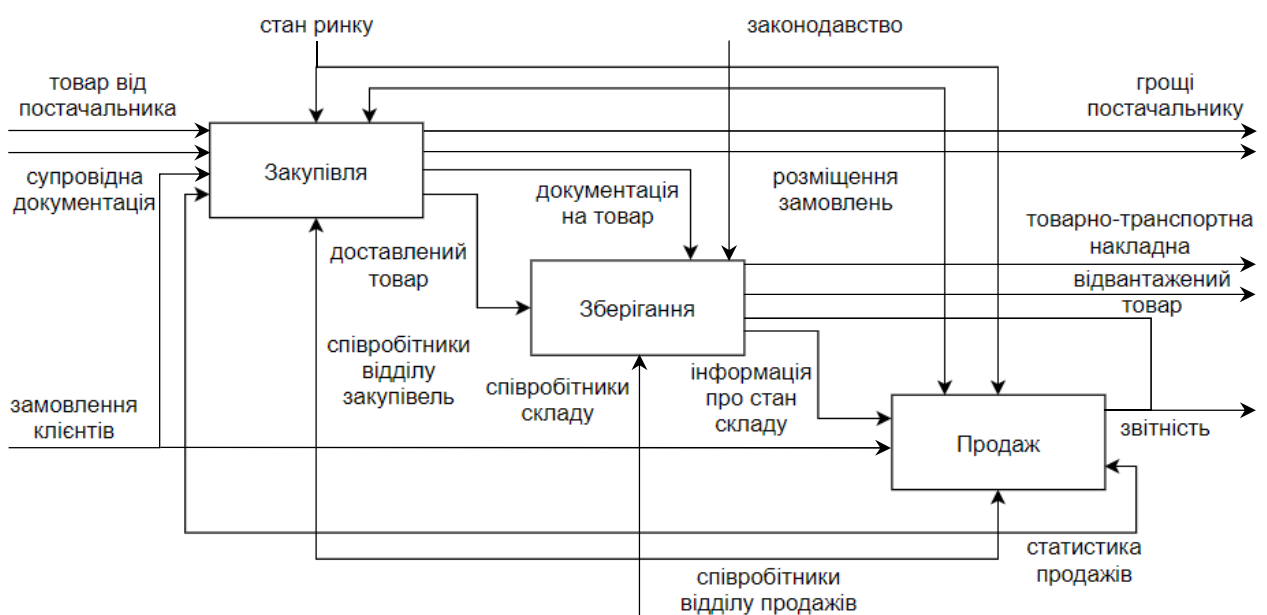 стан ринку
законодавство
товар від
постачальника
грощі
постачальнику
Закупівля
супровідна
документація
документація
на товар
розміщення
замовлень
товарно-транспортна
накладна
доставлений
товар
Зберігання
відвантажений
товар
співробітники
відділу
закупівель
співробітники
складу
інформація
про стан
складу
замовлення
клієнтів
Продаж
звітність
статистика
продажів
співробітники
відділу продажів